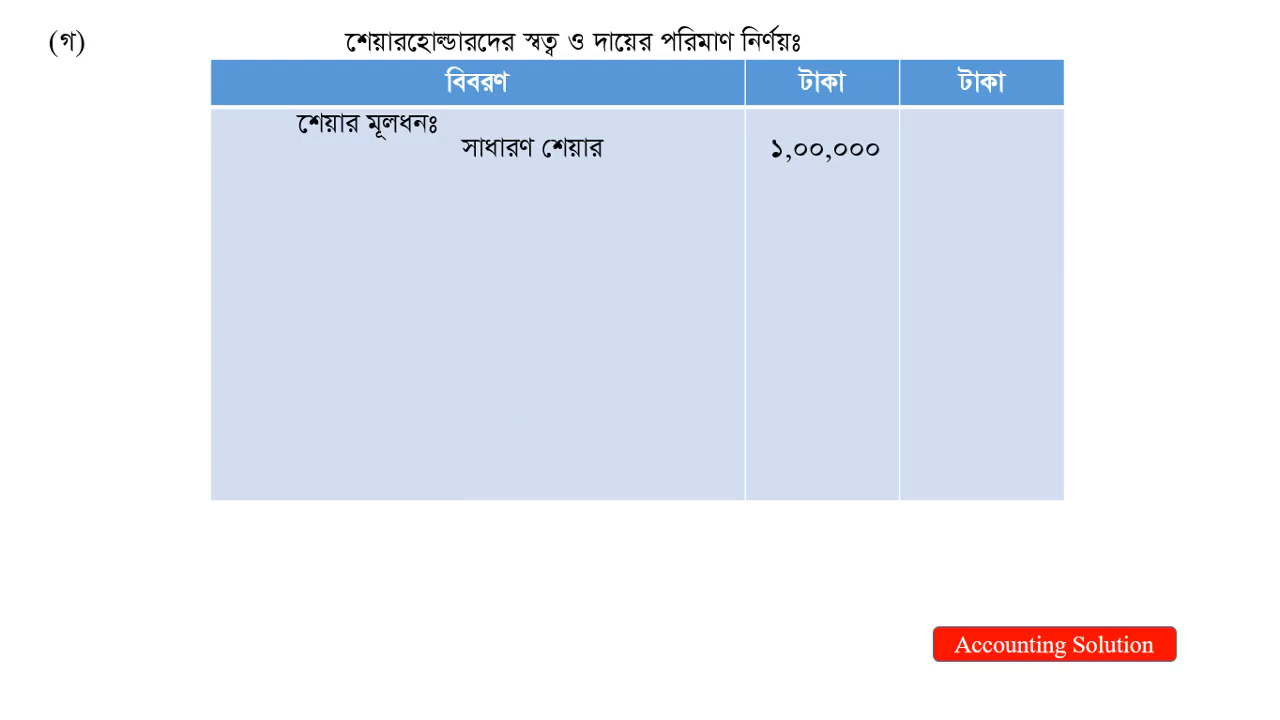 (গ) শেয়ারহোল্ডারদের স্বত্ব ও দায়ের পরিমাণ নির্ণয়ঃ
বিবরণ টাকা টাকা
শেয়ার মূলধনঃ
সাধারণ শেয়ার ১,০০,০০০
Accounting Solution